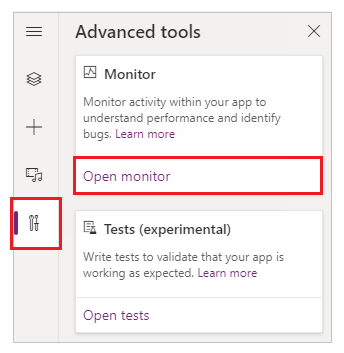 Advanced tools
Monitor
Monitor activity within your app to
understand performance and identify
bugs. Learn more
Open monitor
Tests (experimental)
Write tests to validate that your app is
working as expected. Learn more
Open tests